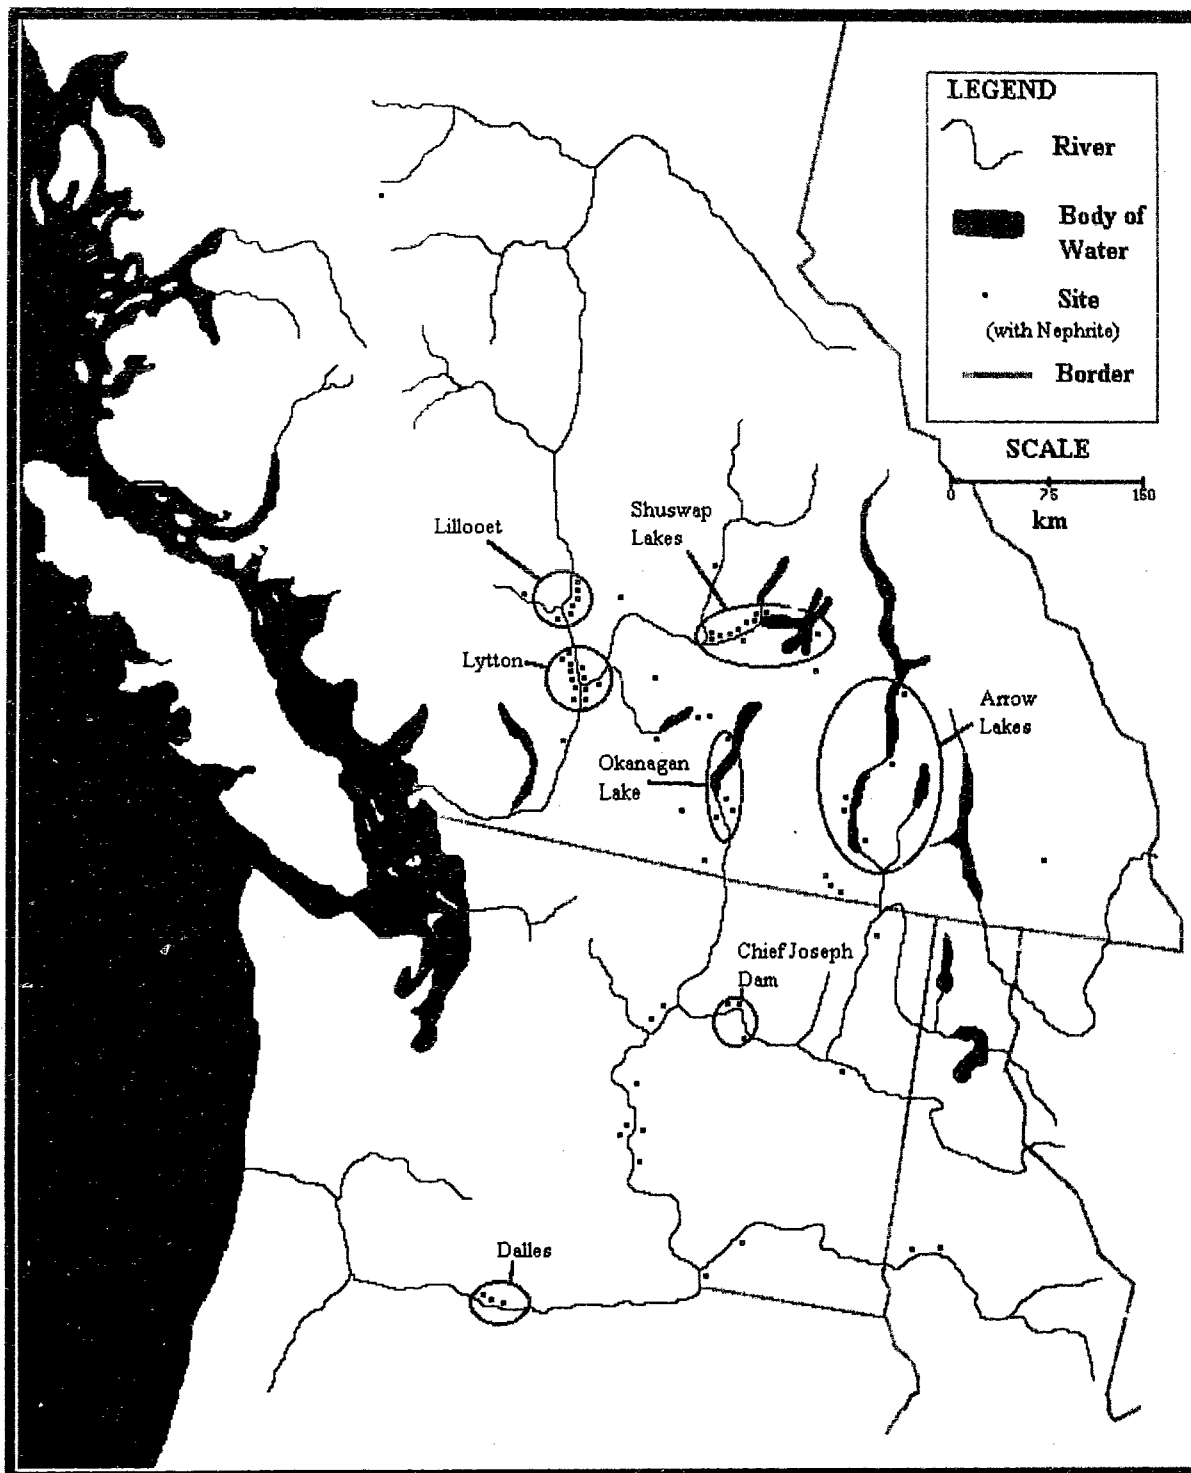 LEGEND
River
Body of
Water
Site
(with Nephrite)
Border
SCALE
0 75 150
km
Shuswap
Lakes
Lillooet
Lytton
Arrow
Lakes
Okanagan
Lake
Chief Joseph
Dam
Dalles